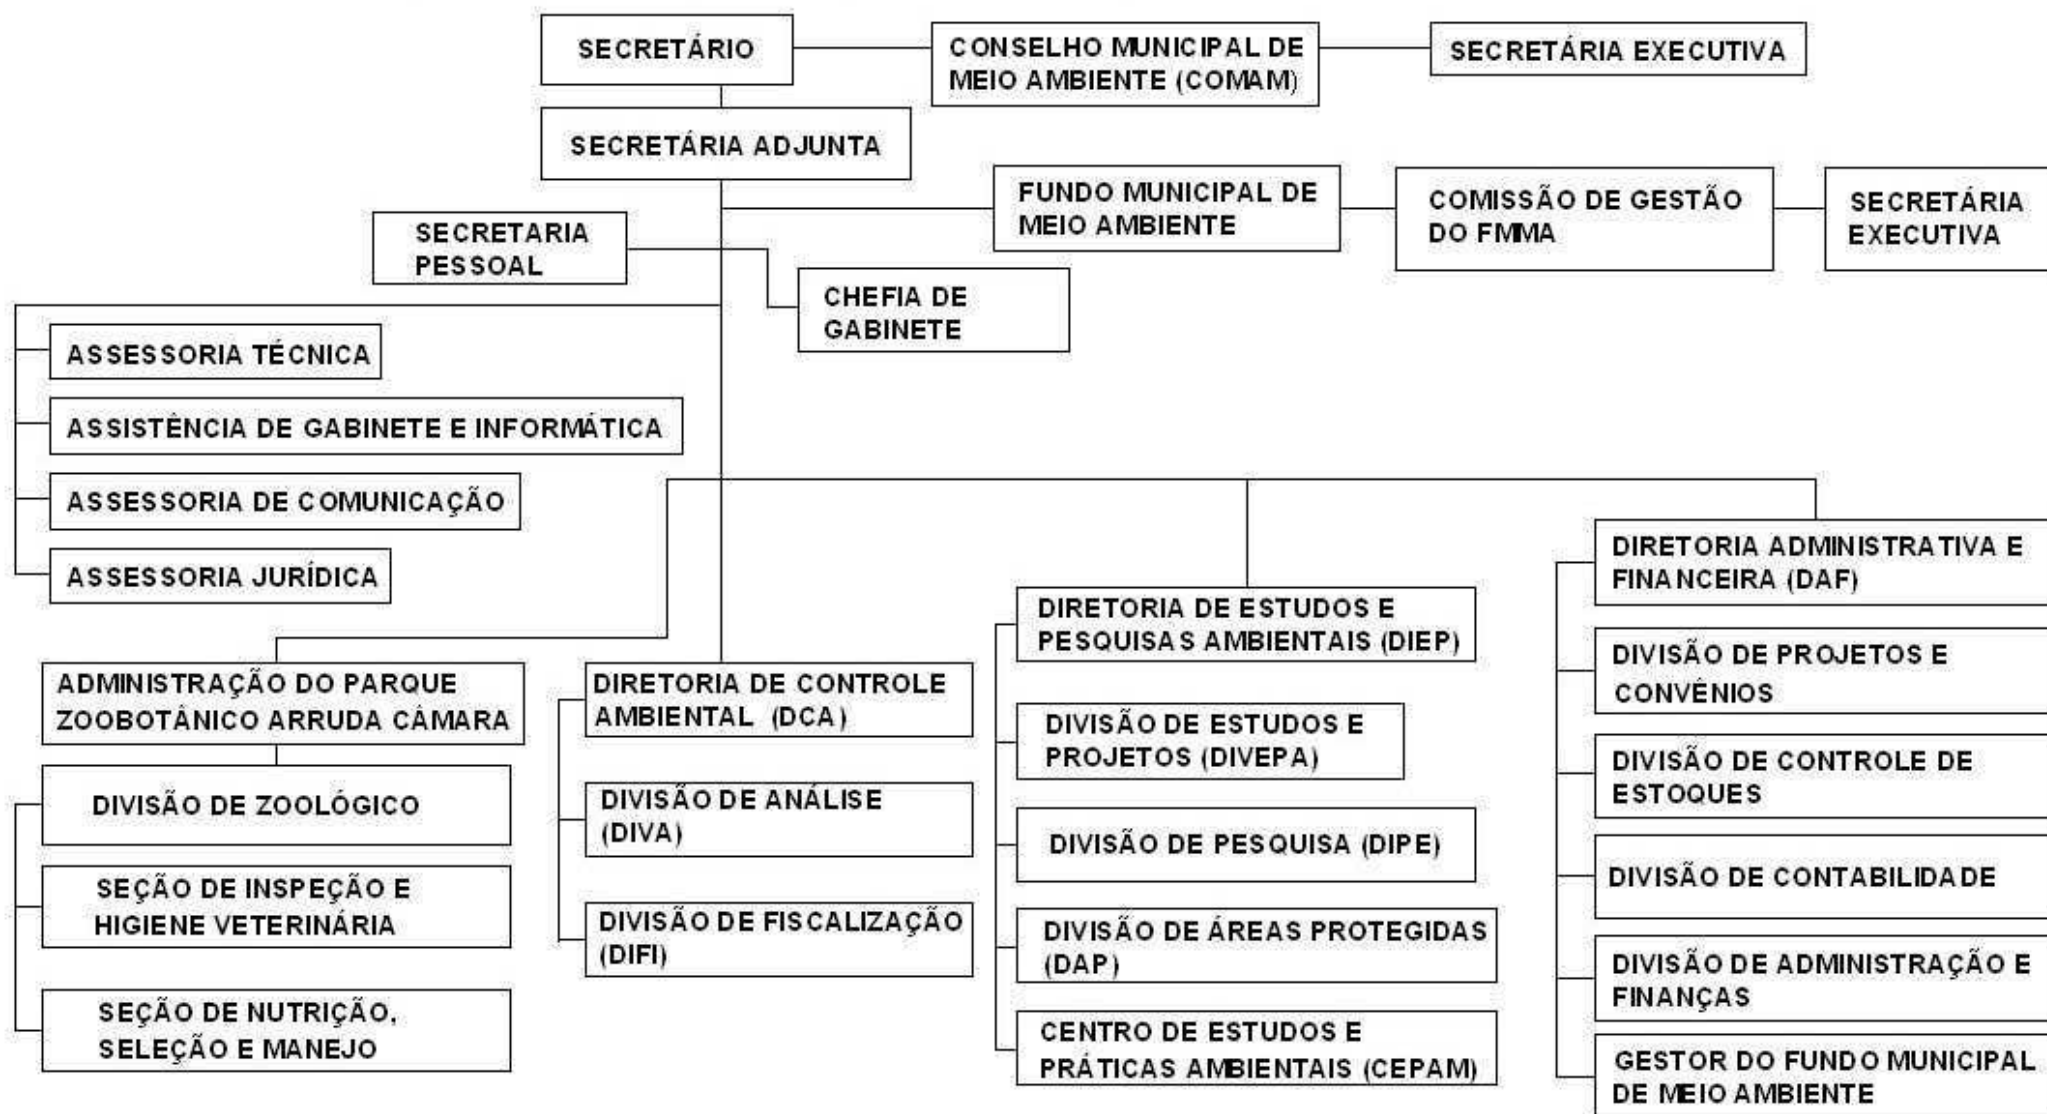 SECRETÁRIO
CONSELHO MUNICIPAL DE
MEIO AMBIENTE (COMAM)
SECRETÁRIA EXECUTIVA
SECRETÁRIA ADJUNTA
FUNDO MUNICIPAL DE
MEIO AMBIENTE
COMISSÃO DE GESTÃO
DO FMMA
SECRETÁRIA
EXECUTIVA
SECRETARIA
PESSOAL
CHEFIA DE
GABINETE
ASSESSORIA TÉCNICA
ASSISTÊNCIA DE GABINETE E INFORMÁTICA
ASSESSORIA DE COMUNICAÇÃO
ASSESSORIA JURÍDICA
ADMINISTRAÇÃO DO PARQUE
ZOOBOTÂNICO ARRUDA CÂMARA
DIVISÃO DE ZOOLÓGICO
SEÇÃO DE INSPEÇÃO E
HIGIENE VETERINÁRIA
SEÇÃO DE NUTRIÇÃO,
SELEÇÃO E MANEJO
DIRETORIA DE CONTROLE
AMBIENTAL (DCA)
DIVISÃO DE ANÁLISE
(DIVA)
DIVISÃO DE FISCALIZAÇÃO
(DIFI)
DIRETORIA DE ESTUDOS E
PESQUISAS AMBIENTAIS (DIEP)
DIVISÃO DE ESTUDOS E
PROJETOS (DIVEPA)
DIVISÃO DE PESQUISA (DIPE)
DIVISÃO DE ÁREAS PROTEGIDAS
(DAP)
CENTRO DE ESTUDOS E
PRÁTICAS AMBIENTAIS (CEPAM)
DIRETORIA ADMINISTRATIVA E
FINANCEIRA (DAF)
DIVISÃO DE PROJETOS E
CONVÊNIOS
DIVISÃO DE CONTROLE DE
ESTOQUES
DIVISÃO DE CONTABILIDADE
DIVISÃO DE ADMINISTRAÇÃO E
FINANÇAS
GESTOR DO FUNDO MUNICIPAL
DE MEIO AMBIENTE